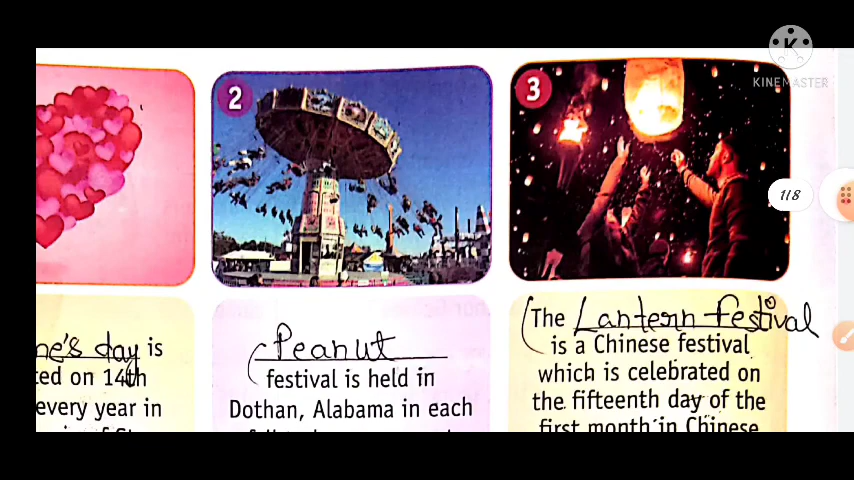 2
3
K
KINEMASTER
118
ne's day is
ted on 14th
every year in
Peanut
festival is held in
Dothan, Alabama in each
The Lantern festival
is a Chinese festival
which is celebrated on
the fifteenth day of the
first month in Chinese